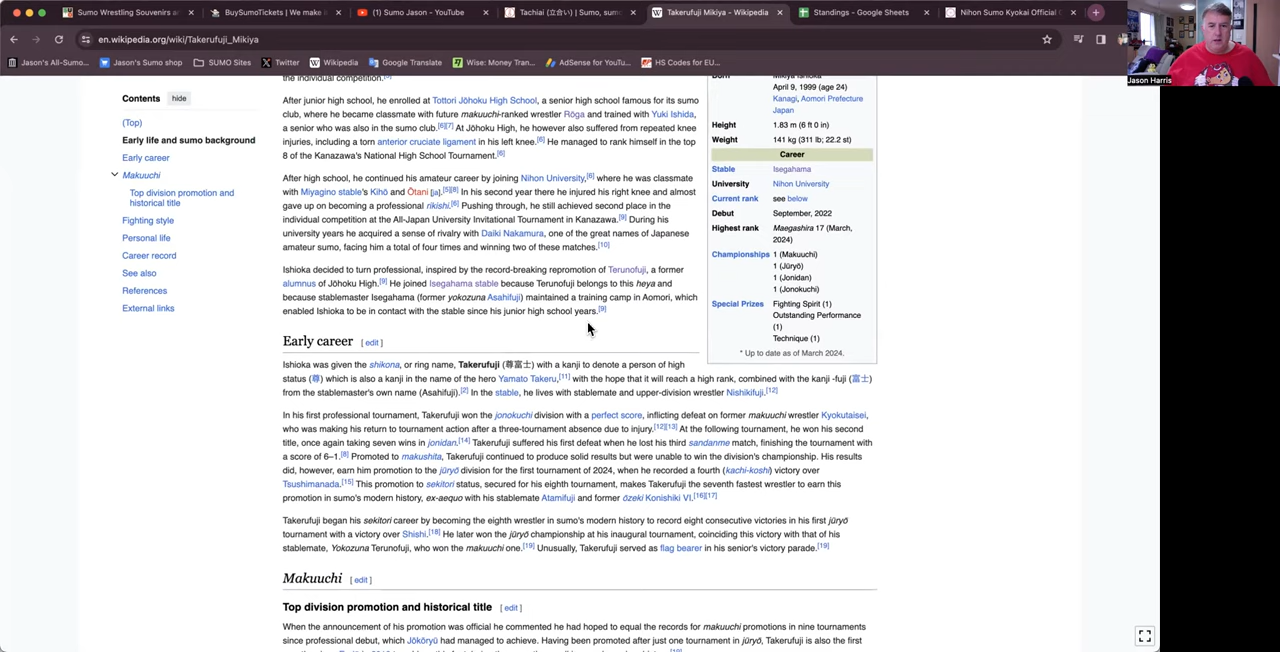 Sumo Wrestling Souvenirs a
BuySumoTickets | We make i
(1) Sumo Jason - YouTube
Tachiai (立合い) | Sumo, sum
Takerufuji Mikiya - Wikipedia
Standings - Google Sheets
Nihon Sumo Kyokai Official
en.wikipedia.org/wiki/Takerufuji_Mikiya
Jason's All-Sumo...
Jason's Sumo shop
SUMO Sites
Twitter
Wikipedia
Google Translate
Wise: Money Tran...
AdSense for YouTu...
HS Codes for EU...
Jason Harris
Contents hide
(Top)
Early life and sumo background
Early career
Makuuchi
Top division promotion and
historical title
Fighting style
Personal life
Career record
See also
References
External links
the individual competition.
After junior high school, he enrolled at Tottori Jōhoku High School, a senior high school famous for its sumo
club, where he became classmate with future makuuchi-ranked wrestler Rōga and trained with Yuki Ishida,
a senior who was also in the sumo club.[6][7] At Jōhoku High, he however also suffered from repeated knee
injuries, including a torn anterior cruciate ligament in his left knee.[6] He managed to rank himself in the top
8 of the Kanazawa's National High School Tournament.[6]
After high school, he continued his amateur career by joining Nihon University,[6] where he was classmate
with Miyagino stable's Kihō and Ōtani [ja].[5][8] In his second year there he injured his right knee and almost
gave up on becoming a professional rikishi.[6] Pushing through, he still achieved second place in the
individual competition at the All-Japan University Invitational Tournament in Kanazawa.[9] During his
university years he acquired a sense of rivalry with Daiki Nakamura, one of the great names of Japanese
amateur sumo, facing him a total of four times and winning two of these matches.[10]
Ishioka decided to turn professional, inspired by the record-breaking repromotion of Terunofuji, a former
alumnus of Jōhoku High.[9] He joined Isegahama stable because Terunofuji belongs to this heya and
because stablemaster Isegahama (former yokozuna Asahifuji) maintained a training camp in Aomori, which
enabled Ishioka to be in contact with the stable since his junior high school years.[9]
Early career [ edit ]
Ishioka was given the shikona, or ring name, Takerufuji (尊富士) with a kanji to denote a person of high
status (尊) which is also a kanji in the name of the hero Yamato Takeru,[11] with the hope that it will reach a high rank, combined with the kanji -fuji (富士)
from the stablemaster's own name (Asahifuji).[2] In the stable, he lives with stablemate and upper-division wrestler Nishikifuji.[12]
In his first professional tournament, Takerufuji won the jonokuchi division with a perfect score, inflicting defeat on former makuuchi wrestler Kyokutaisei,
who was making his return to tournament action after a three-tournament absence due to injury.[12][13] At the following tournament, he won his second
title, once again taking seven wins in jonidan.[14] Takerufuji suffered his first defeat when he lost his third sandanme match, finishing the tournament with
a score of 6–1.[8] Promoted to makushita, Takerufuji continued to produce solid results but were unable to win the division's championship. His results
did, however, earn him promotion to the jūryō division for the first tournament of 2024, when he recorded a fourth (kachi-koshi) victory over
Tsushimanada.[15] This promotion to sekitori status, secured for his eighth tournament, makes Takerufuji the seventh fastest wrestler to earn this
promotion in sumo's modern history, ex-aequo with his stablemate Atamifuji and former ōzeki Konishiki VI.[16][17]
Takerufuji began his sekitori career by becoming the eighth wrestler in sumo's modern history to record eight consecutive victories in his first jūryō
tournament with a victory over Shishi.[18] He later won the jūryō championship at his inaugural tournament, coinciding this victory with that of his
stablemate, Yokozuna Terunofuji, who won the makuuchi one.[19] Unusually, Takerufuji served as flag bearer in his senior's victory parade.[19]
Makuuchi [ edit ]
Top division promotion and historical title [ edit ]
When the announcement of his promotion was official he commented he had hoped to equal the records for makuuchi promotions in nine tournaments
since professional debut, which Jōkōryū had managed to achieve. Having been promoted after just one tournament in jūryō, Takerufuji is also the first
Born Mikiya Ishioka
April 9, 1999 (age 24)
Kanagi, Aomori Prefecture
Japan
Height 1.83 m (6 ft 0 in)
Weight 141 kg (311 lb; 22.2 st)
Career
Stable Isegahama
University Nihon University
Current rank see below
Debut September, 2022
Highest rank Maegashira 17 (March,
2024)
Championships 1 (Makuuchi)
1 (Jūryō)
1 (Jonidan)
1 (Jonokuchi)
Special Prizes Fighting Spirit (1)
Outstanding Performance
(1)
Technique (1)
* Up to date as of March 2024.